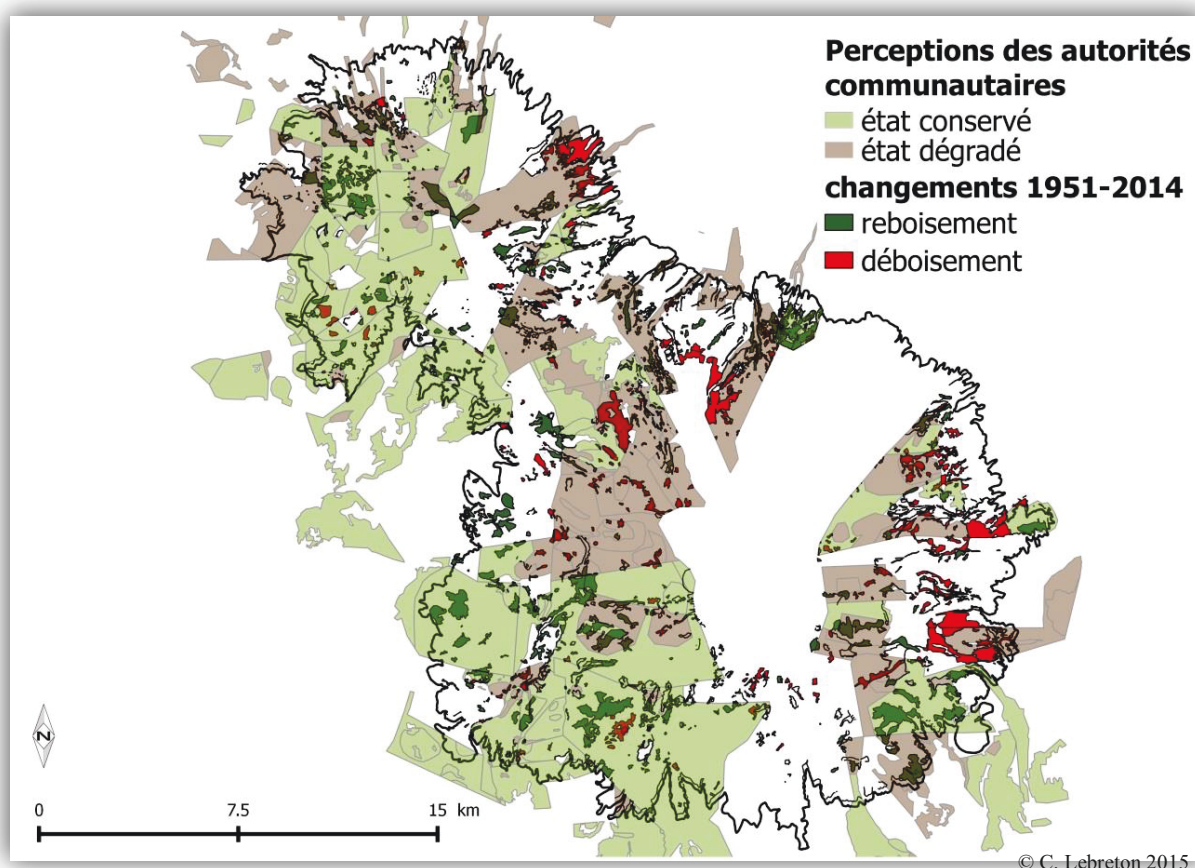 Perceptions des autorités
communautaires
état conservé
état dégradé
changements 1951-2014
reboisement
déboisement
N
0 7.5 15 km
© C. Lebreton 2015